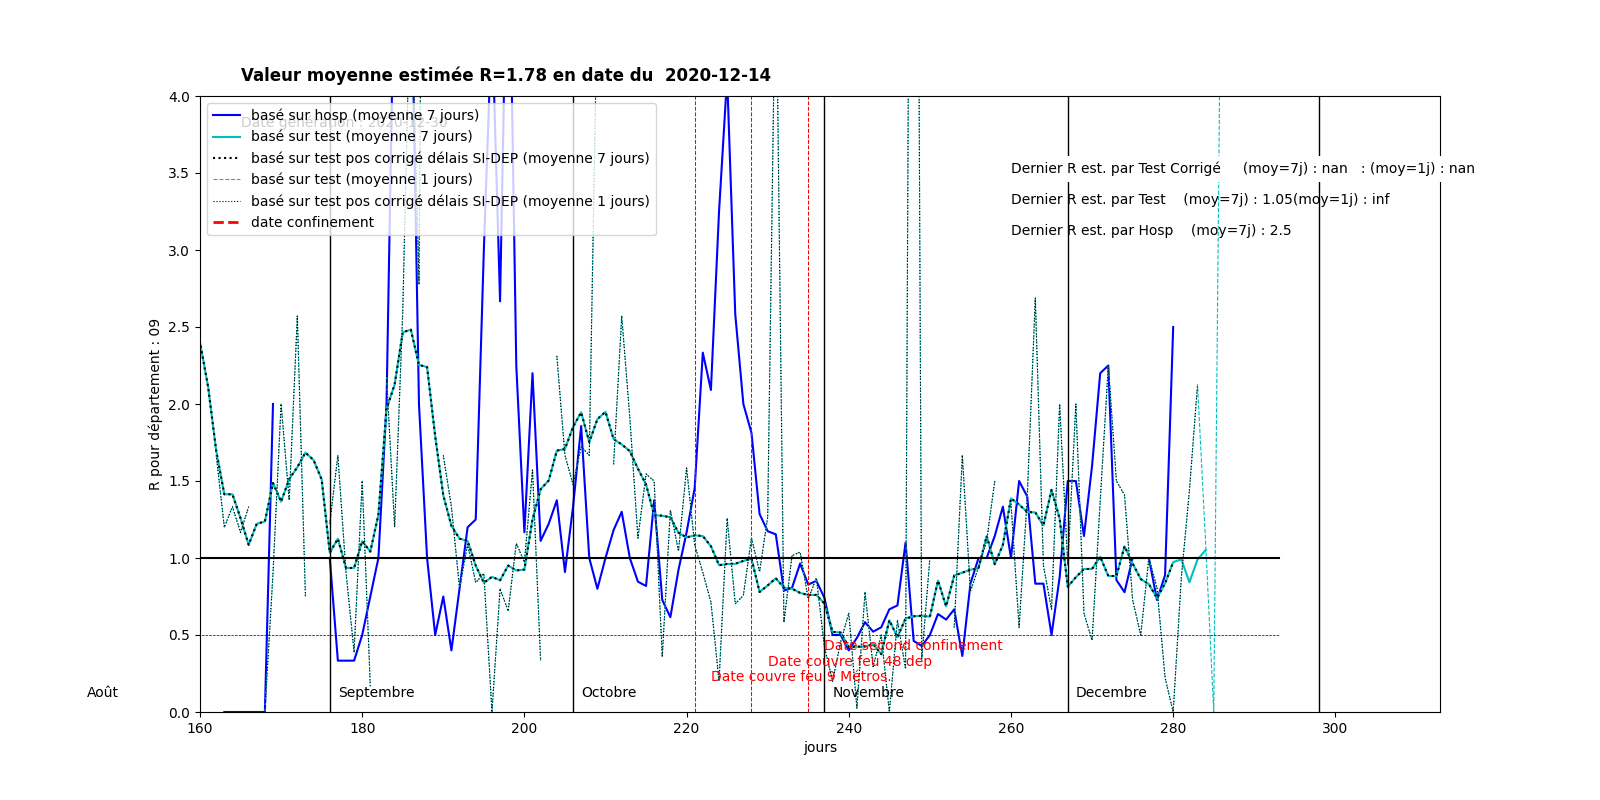 Valeur moyenne estimée R=1.78 en date du  2020-12-14
Date génération : 2020-12-30
basé sur hosp (moyenne 7 jours)
basé sur test (moyenne 7 jours)
basé sur test pos corrigé délais SI-DEP (moyenne 7 jours)
basé sur test (moyenne 1 jours)
basé sur test pos corrigé délais SI-DEP (moyenne 1 jours)
date confinement
Dernier R est. par Test Corrigé     (moy=7j) : nan   : (moy=1j) : nan
Dernier R est. par Test    (moy=7j) : 1.05(moy=1j) : inf
Dernier R est. par Hosp    (moy=7j) : 2.5
R pour département : 09
4.0
3.5
3.0
2.5
2.0
1.5
1.0
0.5
0.0
Date second confinement
Date couvre feu 48 dep
Date couvre feu 9 Métros
Août
Septembre
Octobre
Novembre
Decembre
160
180
200
220
240
260
280
300
jours